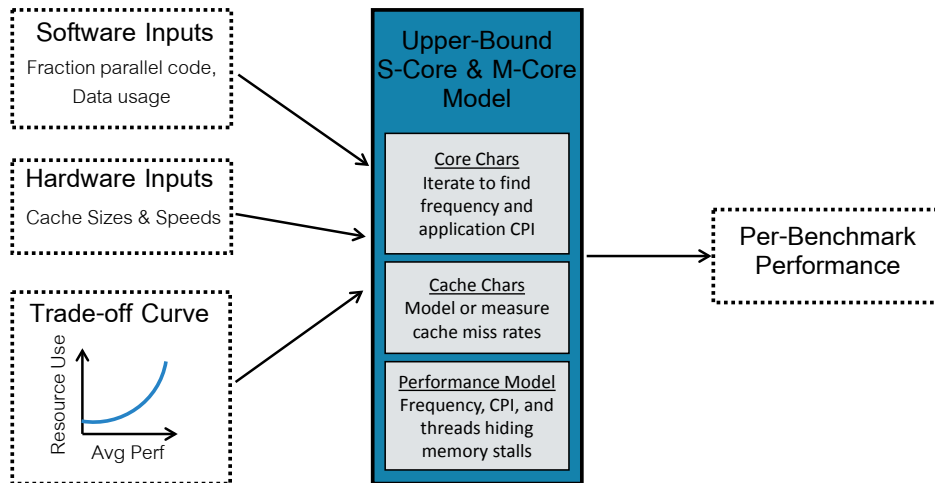 Software Inputs
Fraction parallel code,
Data usage
Hardware Inputs
Cache Sizes & Speeds
Trade-off Curve
Resource Use
Avg Perf
Upper-Bound
S-Core & M-Core
Model
Core Chars
Iterate to find
frequency and
application CPI
Cache Chars
Model or measure
cache miss rates
Performance Model
Frequency, CPI, and
threads hiding
memory stalls
Per-Benchmark
Performance